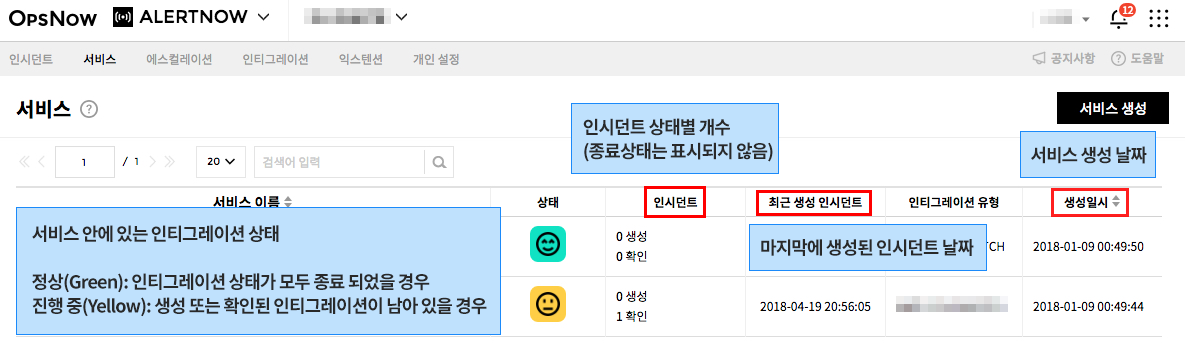 OpsNow ALERTNOW
12
인시던트 서비스 에스컬레이션 인티그레이션 익스텐션 개인 설정 공지사항 ? 도움말
서비스 ?
서비스 생성
인시던트 상태별 개수
(종료상태는 표시되지 않음)
서비스 생성 날짜
1 / 1 20 검색어 입력
서비스 이름 상태 인시던트 최근 생성 인시던트 인티그레이션 유형 생성일시
서비스 안에 있는 인티그레이션 상태
정상(Green): 인티그레이션 상태가 모두 종료 되었을 경우
진행 중(Yellow): 생성 또는 확인된 인티그레이션이 남아 있을 경우
0 생성
0 확인
마지막에 생성된 인시던트 날짜
2018-01-09 00:49:50
0 생성
1 확인
2018-04-19 20:56:05
2018-01-09 00:49:44